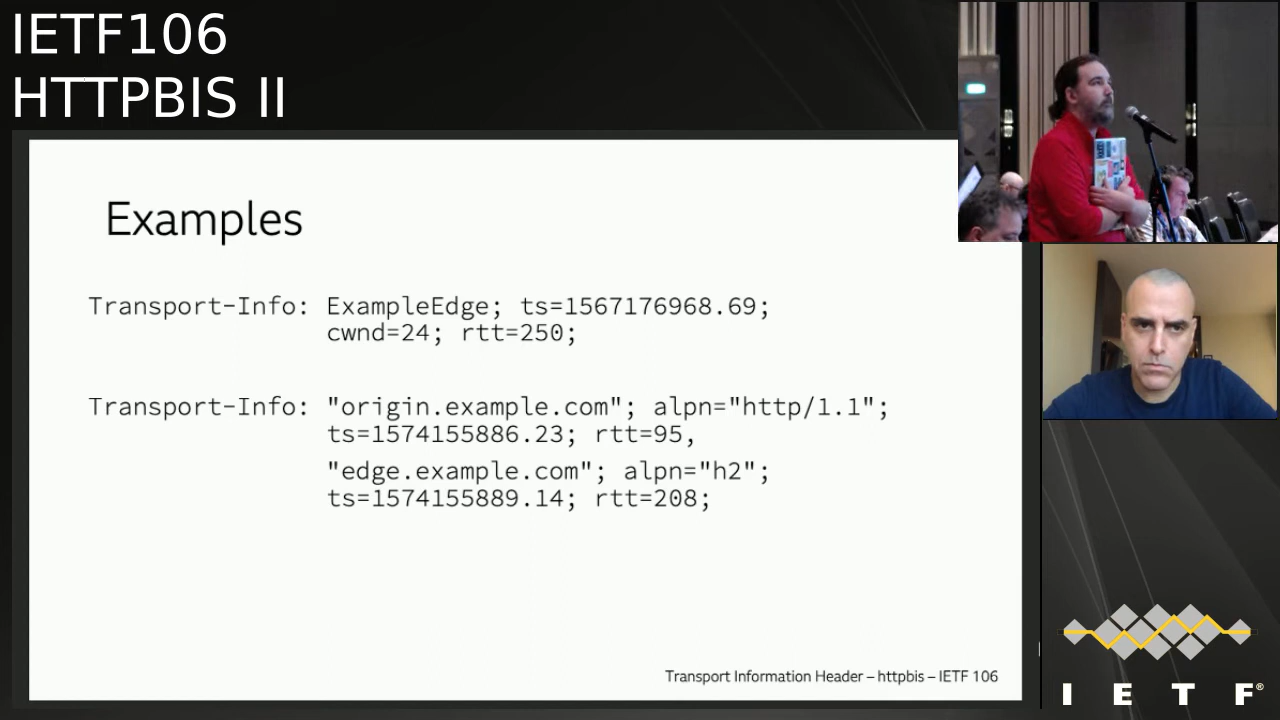 IETF106
HTTPBIS II
Examples
Transport-Info: ExampleEdge; ts=1567176968.69;
cwnd=24; rtt=250;
Transport-Info: "origin.example.com"; alpn="http/1.1";
ts=1574155886.23; rtt=95,
"edge.example.com"; alpn="h2";
ts=1574155889.14; rtt=208;
Transport Information Header – httpbis – IETF 106
I E T F®